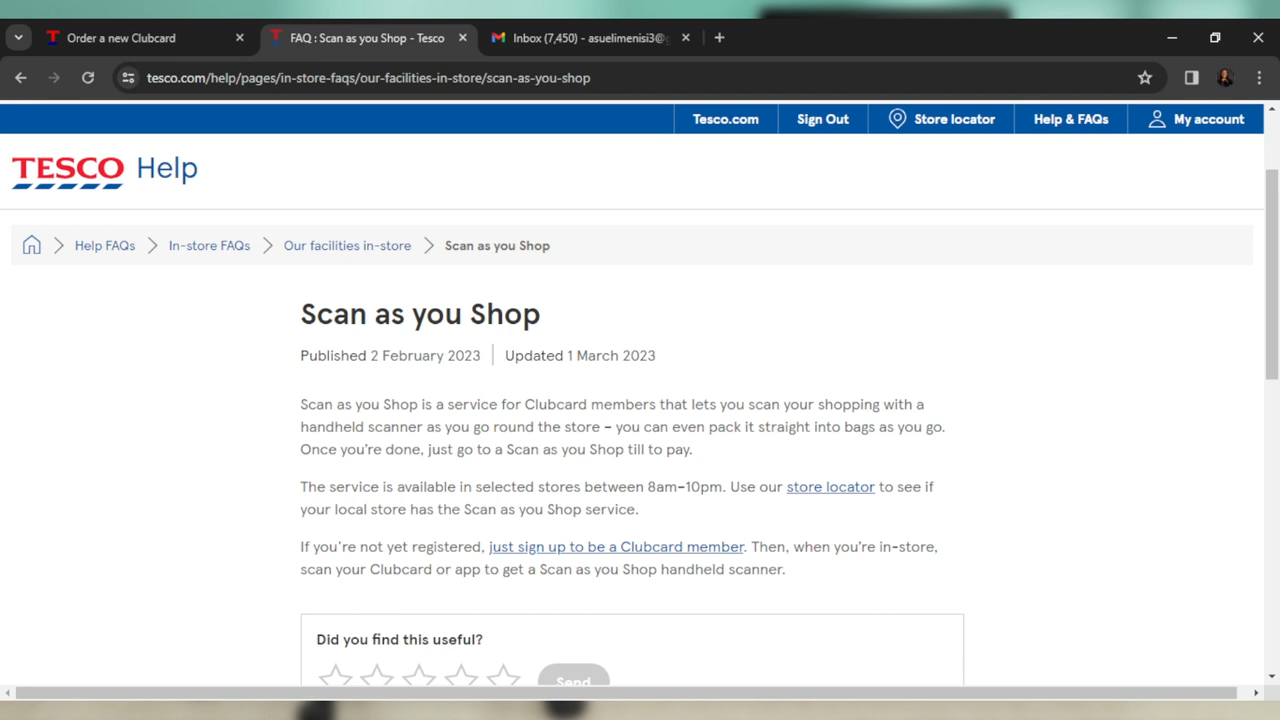 Order a new Clubcard
FAQ : Scan as you Shop - Tesco
Inbox (7,450) - asuelimenisi3@
tesco.com/help/pages/in-store-faqs/our-facilities-in-store/scan-as-you-shop
Tesco.com Sign Out Store locator Help & FAQs My account
TESCO Help
Help FAQs In-store FAQs Our facilities in-store Scan as you Shop
Scan as you Shop
Published 2 February 2023 Updated 1 March 2023
Scan as you Shop is a service for Clubcard members that lets you scan your shopping with a
handheld scanner as you go round the store – you can even pack it straight into bags as you go.
Once you’re done, just go to a Scan as you Shop till to pay.
The service is available in selected stores between 8am–10pm. Use our store locator to see if
your local store has the Scan as you Shop service.
If you're not yet registered, just sign up to be a Clubcard member. Then, when you’re in-store,
scan your Clubcard or app to get a Scan as you Shop handheld scanner.
Did you find this useful?
Send